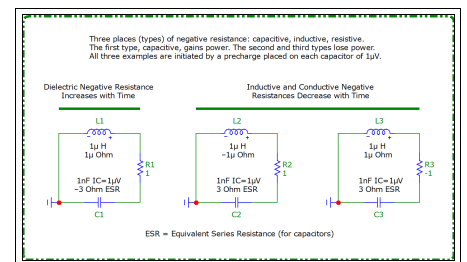 Three places (types) of negative resistance: capacitive, inductive, resistive.
The first type, capacitive, gains power. The second and third types lose power.
All three examples are initiated by a precharge placed on each capacitor of 1µV.
Dielectric Negative Resistance
Increases with Time
Inductive and Conductive Negative
Resistances Decrease with Time
L1
1µ H
1µ Ohm
R1
1
1nF IC=1µV
~3 Ohm ESR
C1
L2
1µ H
~1µ Ohm
R2
1
1nF IC=1µV
3 Ohm ESR
C2
L3
1µ H
1µ Ohm
R3
-1
1nF IC=1µV
3 Ohm ESR
C3
ESR = Equivalent Series Resistance (for capacitors)